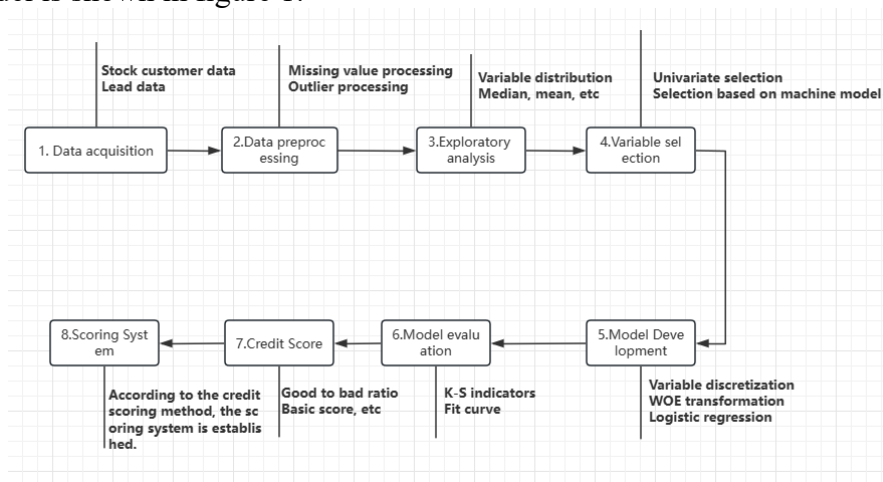 Stock customer data
Lead data
Missing value processing
Outlier processing
Variable distribution
Median, mean, etc
Univariate selection
Selection based on machine model
1. Data acquisition
2.Data preproc
essing
3.Exploratory
analysis
4.Variable sel
ection
5.Model Deve
lopment
Variable discretization
WOE transformation
Logistic regression
6.Model evalu
ation
K-S indicators
Fit curve
7.Credit Score
Good to bad ratio
Basic score, etc
8.Scoring Syst
em
According to the credit
scoring method, the sc
oring system is establis
hed.